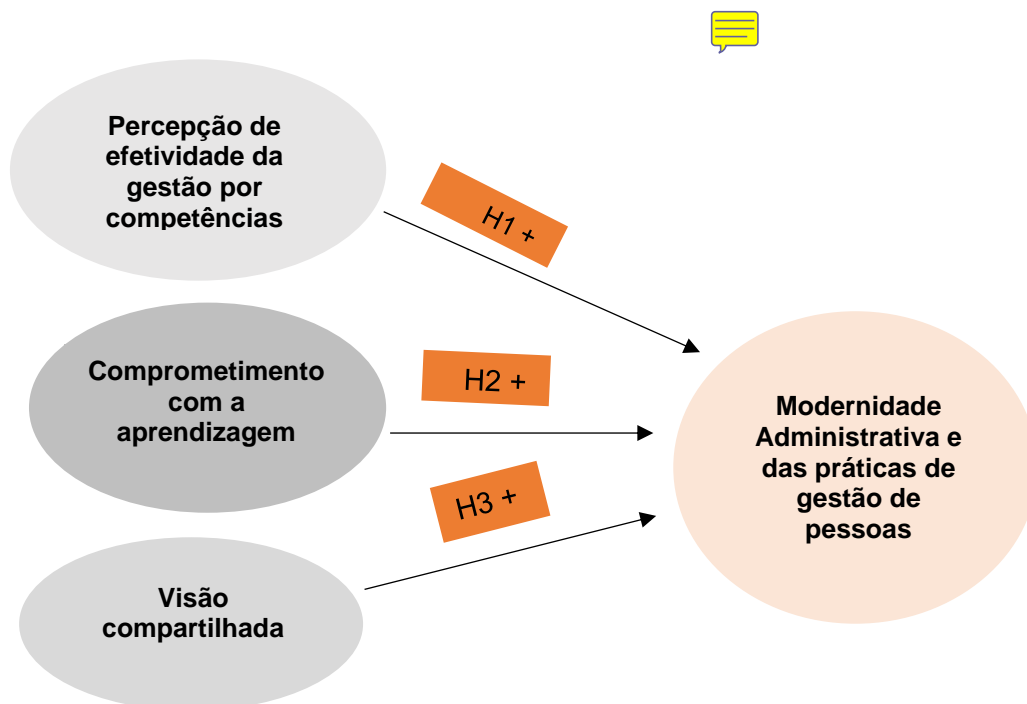 Percepção de
efetividade da
gestão por
competências
H1 +
Comprometimento
com a
aprendizagem
H2 +
Modernidade
Administrativa e
das práticas de
gestão de
pessoas
H3 +
Visão
compartilhada